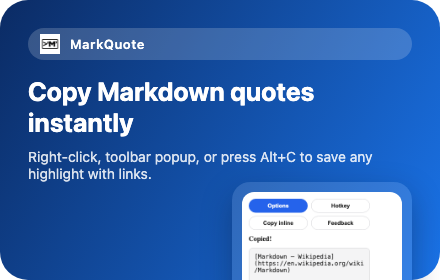 MarkQuote
Copy Markdown quotes
instantly
Right-click, toolbar popup, or press Alt+C to save any
highlight with links.
Options
Hotkey
Copy Inline
Feedback
Copied!
[Markdown – Wikipedia]
(https://en.wikipedia.org/wiki
/Markdown)